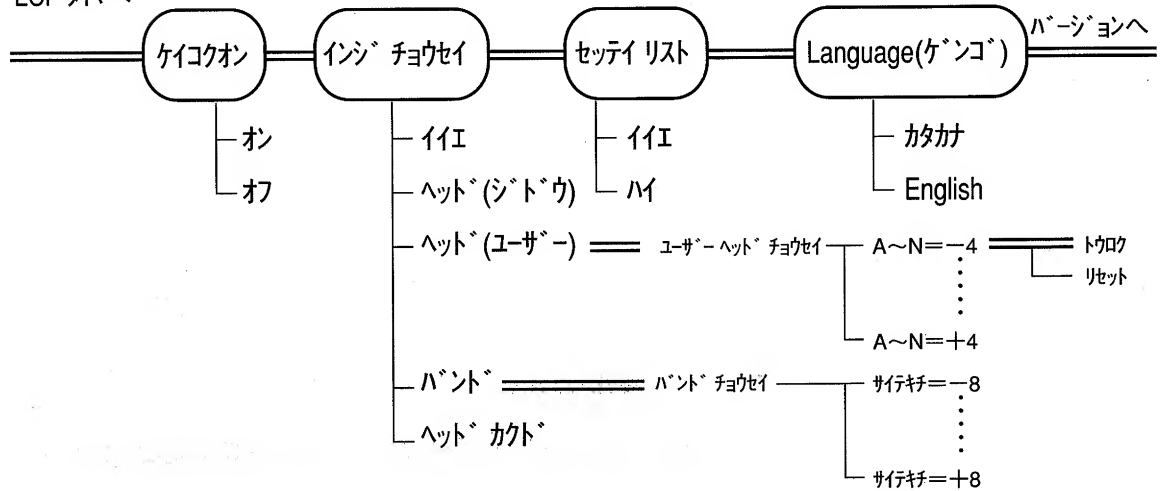 バージョンへ
ケイコクオン インジ チョウセイ セッテイ リスト Language(ゲンゴ)
オン イイエ イイエ カタカナ
オフ ヘッド(ジドウ) ハイ English
ヘッド(ユーザー) ユーザー ヘッド チョウセイ A～N=－4 トウロク
リセット
A～N=＋4
バンド バンド チョウセイ サイテキチ=－8
ヘッド カクド
サイテキチ=＋8